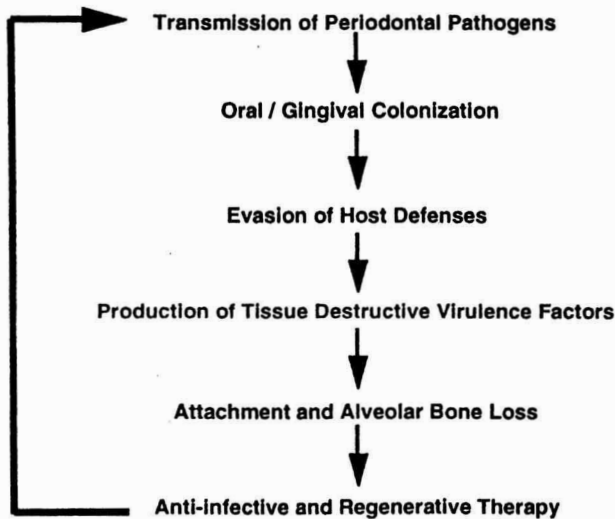 Transmission of Periodontal Pathogens
Oral / Gingival Colonization
Evasion of Host Defenses
Production of Tissue Destructive Virulence Factors
Attachment and Alveolar Bone Loss
Anti-infective and Regenerative Therapy